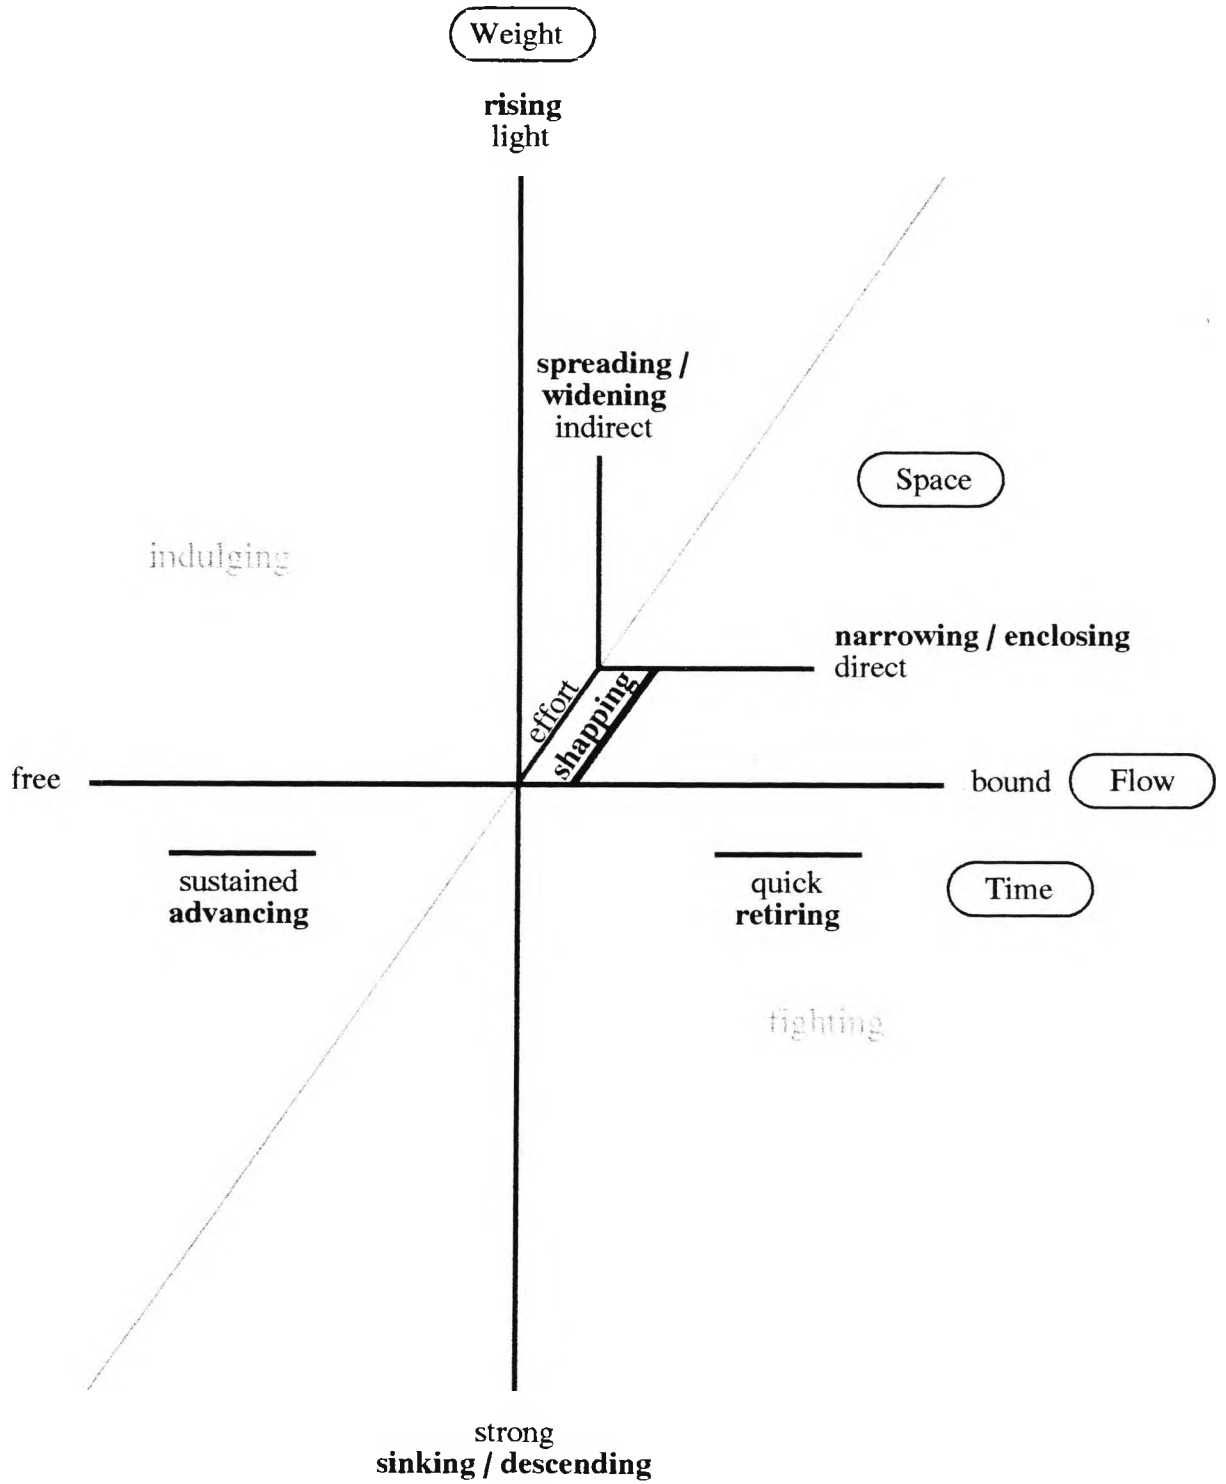 Weight
rising
light
spreading /
widening
indirect
Space
indulging
narrowing / enclosing
direct
effort
shapping
free
bound
Flow
sustained
advancing
quick
retiring
Time
fighting
strong
sinking / descending